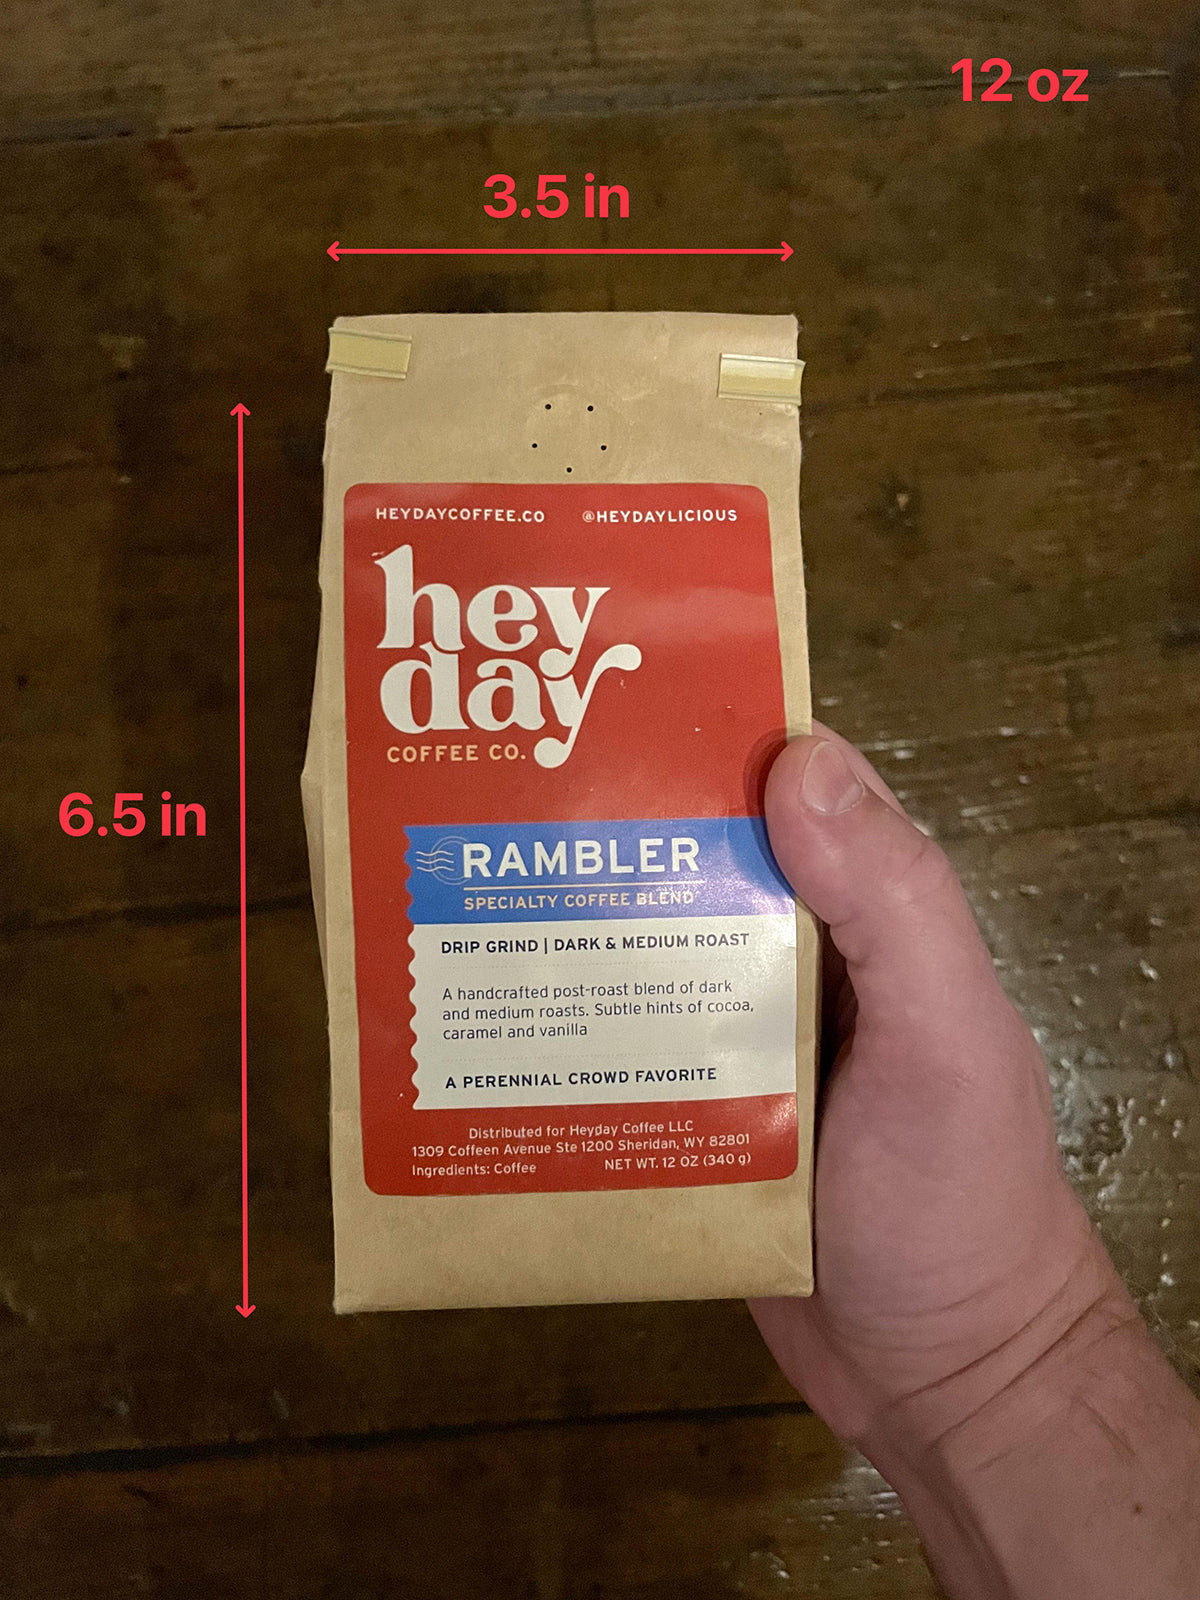 12 oz
3.5 in
6.5 in
HEYDAYCOFFEE.CO @HEYDAYLICIOUS
hey
day
COFFEE CO.
RAMBLER
SPECIALTY COFFEE BLEND
DRIP GRIND | DARK & MEDIUM ROAST
A handcrafted post-roast blend of dark
and medium roasts. Subtle hints of cocoa,
caramel and vanilla
A PERENNIAL CROWD FAVORITE
Distributed for Heyday Coffee LLC
1309 Coffeen Avenue Ste 1200 Sheridan, WY 82801
Ingredients: Coffee NET WT. 12 OZ (340 g)